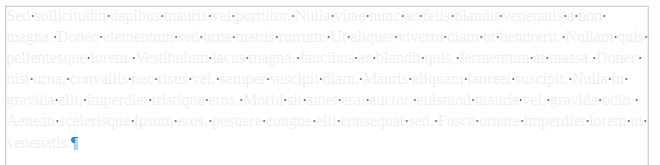 Sed sollicitudin dapibus mauris vel porttitor. Nulla vitae nunc ac felis blandit venenatis a non
magna. Donec elementum sed urna mattis rutrum. Ut aliquet viverra diam ut hendrerit. Nullam quis
pellentesque lorem. Vestibulum lacus magna, faucibus ac blandit quis, fermentum at massa. Donec
nisi urna, convallis nec risus vel, semper suscipit diam. Mauris aliquam laoreet suscipit. Nulla in
gravida elit, imperdiet tristique eros. Morbi sit amet erat auctor, euismod mauris vel, gravida odio.
Aenean scelerisque ipsum eros, posuere congue elit consequat sed. Fusce ornare imperdiet lorem ut
venenatis.¶